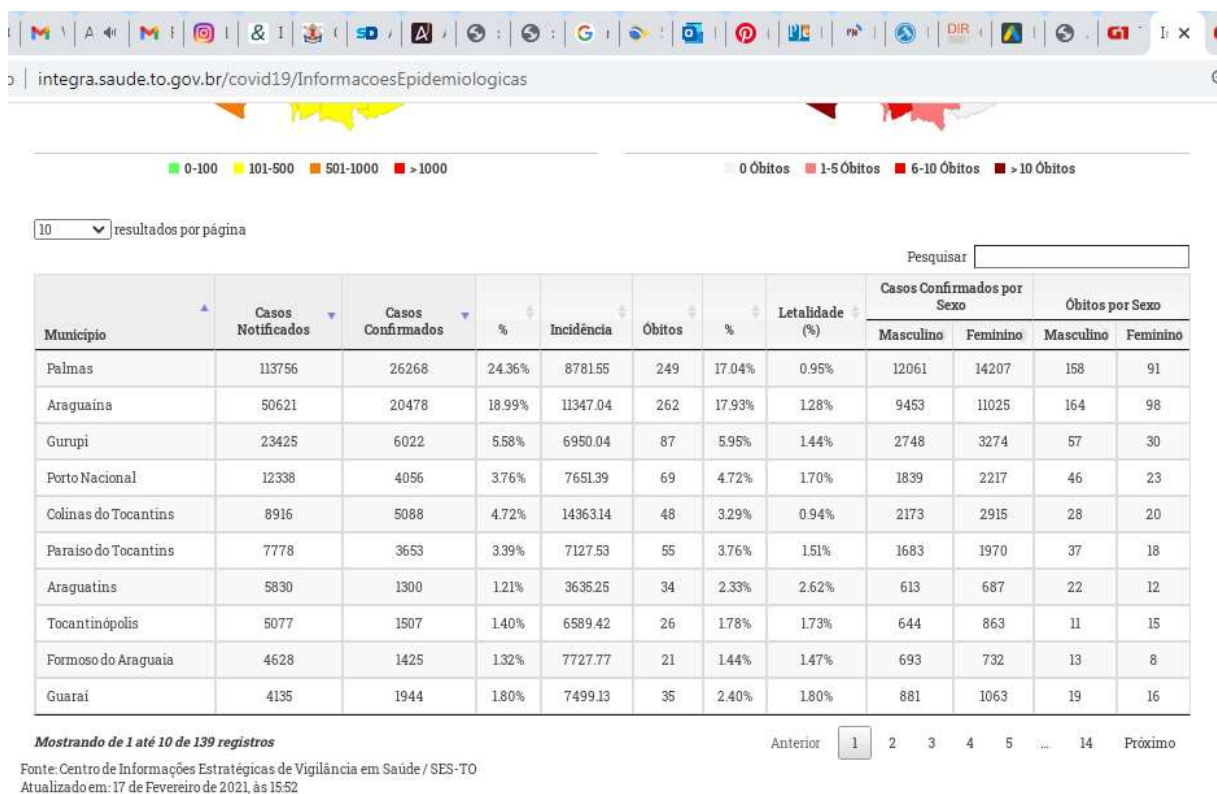 integra.saude.to.gov.br/covid19/InformacoesEpidemiologicas
0-100 101-500 501-1000 >1000
0 Óbitos 1-5 Óbitos 6-10 Óbitos >10 Óbitos
10 resultados por página
Pesquisar
Município Casos Notificados Casos Confirmados % Incidência Óbitos % Letalidade (%) Casos Confirmados por Sexo Óbitos por Sexo
Masculino Feminino Masculino Feminino
Palmas 113756 26268 24.36% 8781.55 249 17.04% 0.95% 12061 14207 158 91
Araguaína 50621 20478 18.99% 11347.04 262 17.93% 1.28% 9453 11025 164 98
Gurupi 23425 6022 5.58% 6950.04 87 5.95% 1.44% 2748 3274 57 30
Porto Nacional 12338 4056 3.76% 7651.39 69 4.72% 1.70% 1839 2217 46 23
Colinas do Tocantins 8916 5088 4.72% 14363.14 48 3.29% 0.94% 2173 2915 28 20
Paraíso do Tocantins 7778 3653 3.39% 7127.53 55 3.76% 1.51% 1683 1970 37 18
Araguatins 5830 1300 1.21% 3635.25 34 2.33% 2.62% 613 687 22 12
Tocantinópolis 5077 1507 1.40% 6589.42 26 1.78% 1.73% 644 863 11 15
Formoso do Araguaia 4628 1425 1.32% 7727.77 21 1.44% 1.47% 693 732 13 8
Guaraí 4135 1944 1.80% 7499.13 35 2.40% 1.80% 881 1063 19 16
Mostrando de 1 até 10 de 139 registros
Anterior 1 2 3 4 5 ... 14 Próximo
Fonte: Centro de Informações Estratégicas de Vigilância em Saúde / SES-TO
Atualizado em: 17 de Fevereiro de 2021, às 15:52